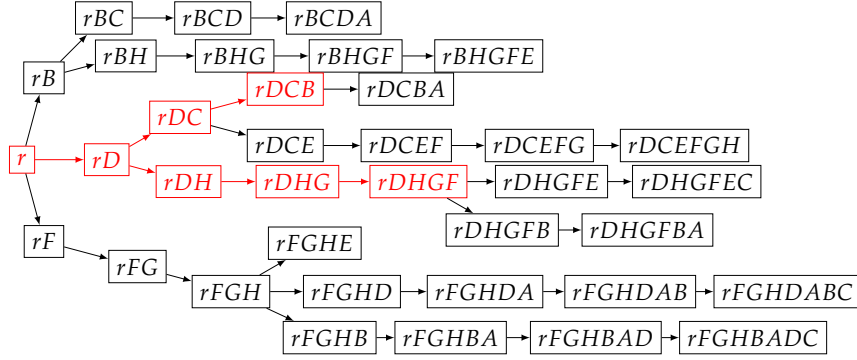 rBC rBCD rBCDA
rBH rBHG rBHGF rBHGFE
rB
rDCB rDCBA
rDC
rDCE rDCEF rDCEFG rDCEFGH
r rD
rDH rDHG rDHGF rDHGFE rDHGFEC
rDHGFB rDHGFBA
rF
rFGHE
rFG
rFGH rFGHD rFGHDA rFGHDAB rFGHDABC
rFGHB rFGHBA rFGHBAD rFGHBADC